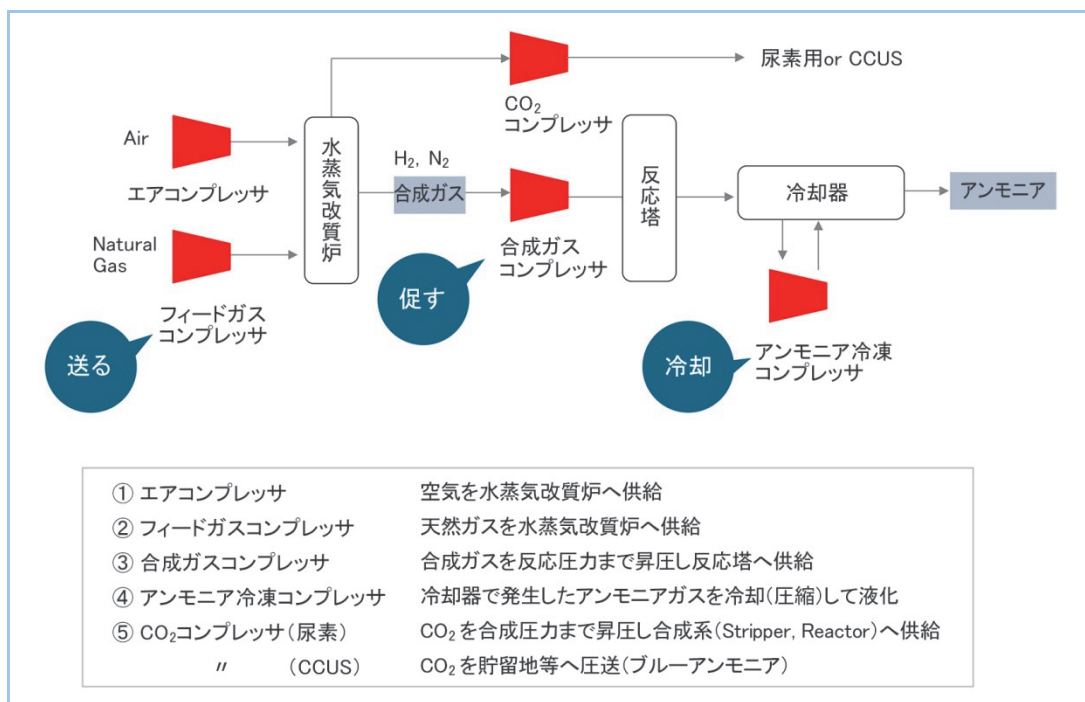 尿素用or CCUS
CO₂
コンプレッサ
Air
エアコンプレッサ
水蒸気改質炉
H₂, N₂
合成ガス
合成ガス
コンプレッサ
反応塔
冷却器
アンモニア
Natural
Gas
フィードガス
コンプレッサ
送る
促す
冷却
アンモニア冷凍
コンプレッサ
① エアコンプレッサ 空気を水蒸気改質炉へ供給
② フィードガスコンプレッサ 天然ガスを水蒸気改質炉へ供給
③ 合成ガスコンプレッサ 合成ガスを反応圧力まで昇圧し反応塔へ供給
④ アンモニア冷凍コンプレッサ 冷却器で発生したアンモニアガスを冷却(圧縮)して液化
⑤ CO₂コンプレッサ(尿素) CO₂を合成圧力まで昇圧し合成系(Stripper, Reactor)へ供給
〃 (CCUS) CO₂を貯留地等へ圧送(ブルーアンモニア)